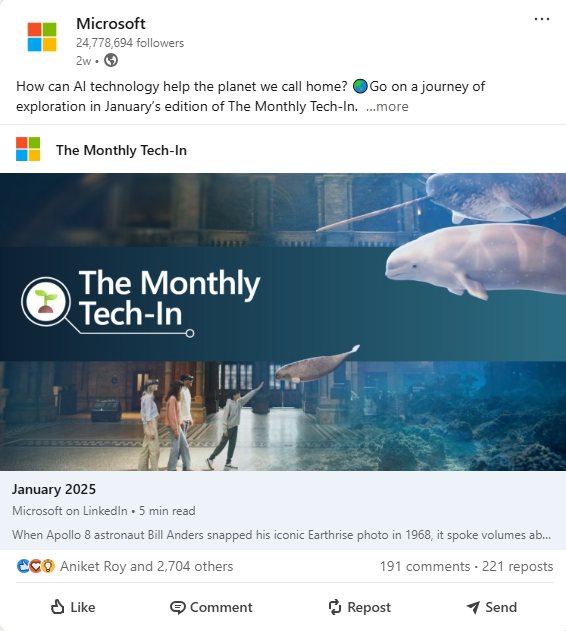 Microsoft
24,778,694 followers
2w •
How can AI technology help the planet we call home? 🌏Go on a journey of
exploration in January’s edition of The Monthly Tech-In. ...more
The Monthly Tech-In
The Monthly
Tech-In
January 2025
Microsoft on LinkedIn • 5 min read
When Apollo 8 astronaut Bill Anders snapped his iconic Earthrise photo in 1968, it spoke volumes ab...
Aniket Roy and 2,704 others 191 comments · 221 reposts
Like Comment Repost Send